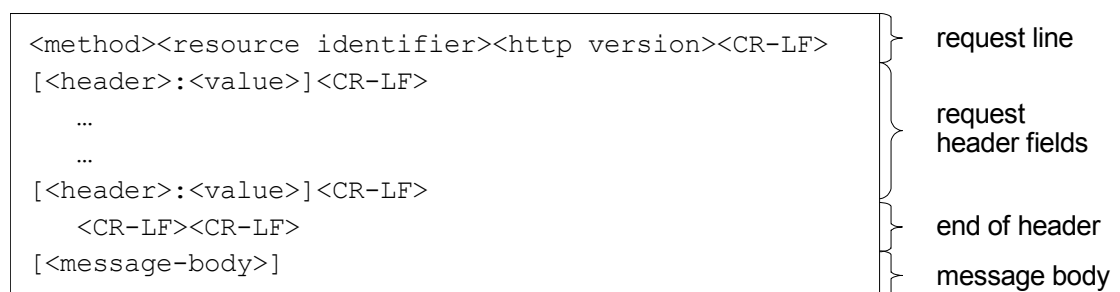 <method><resource identifier><http version><CR-LF>
request line
[<header>:<value>]<CR-LF>
…
…
[<header>:<value>]<CR-LF>
request
header fields
<CR-LF><CR-LF>
end of header
[<message-body>]
message body